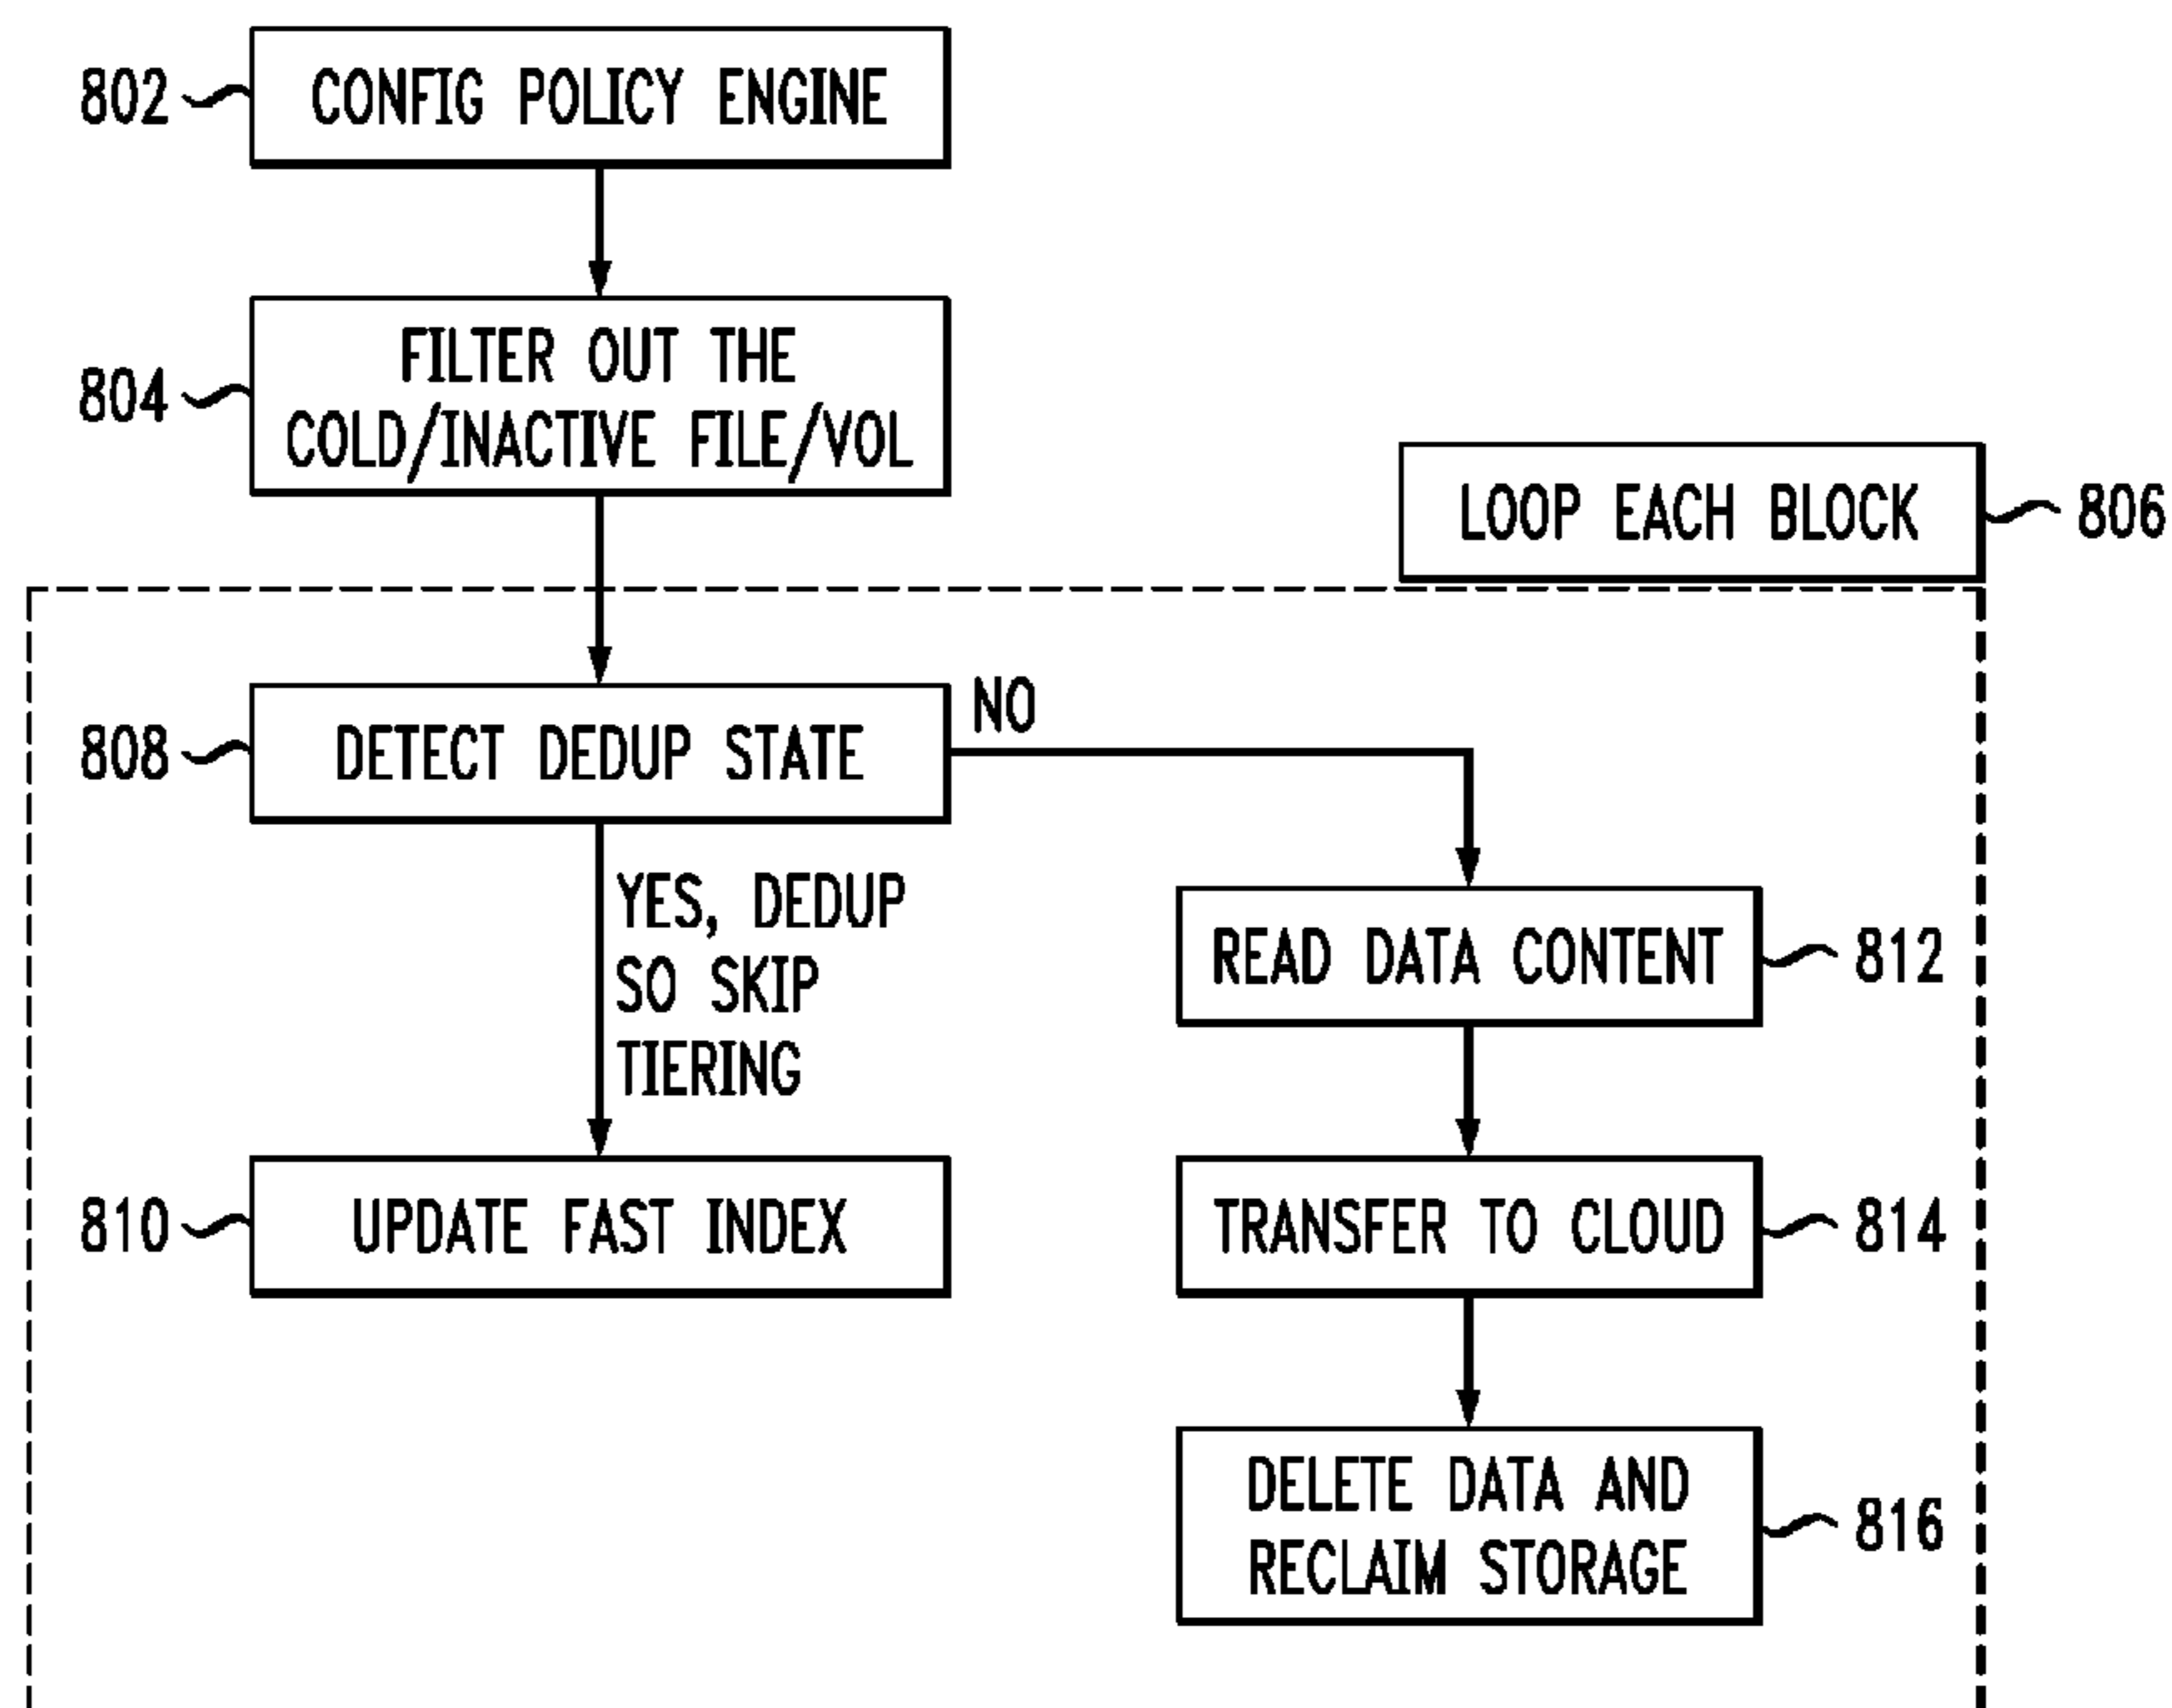 802
CONFIG POLICY ENGINE
804
FILTER OUT THE
COLD/INACTIVE FILE/VOL
LOOP EACH BLOCK
806
808
DETECT DEDUP STATE
NO
YES, DEDUP
SO SKIP
TIERING
READ DATA CONTENT
812
810
UPDATE FAST INDEX
TRANSFER TO CLOUD
814
DELETE DATA AND
RECLAIM STORAGE
816